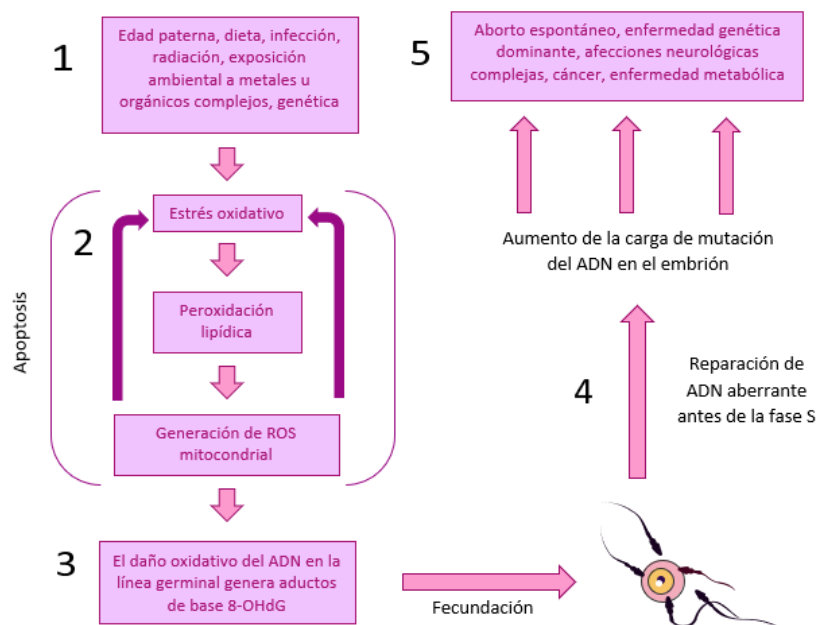 1
Edad paterna, dieta, infección,
radiación, exposición
ambiental a metales u
orgánicos complejos, genética
Apoptosis
2
Estrés oxidativo
Peroxidación
lipídica
Generación de ROS
mitocondrial
3
El daño oxidativo del ADN en la
línea germinal genera aductos
de base 8-OHdG
Fecundación
4
Reparación de
ADN aberrante
antes de la fase S
Aumento de la carga de mutación
del ADN en el embrión
5
Aborto espontáneo, enfermedad genética
dominante, afecciones neurológicas
complejas, cáncer, enfermedad metabólica